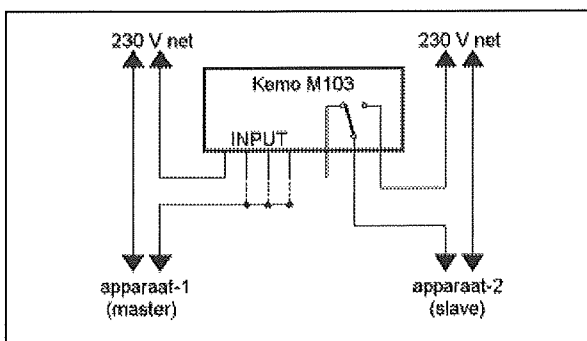 230 V net
230 V net
Kemo M103
INPUT
apparaat-1
(master)
apparaat-2
(slave)